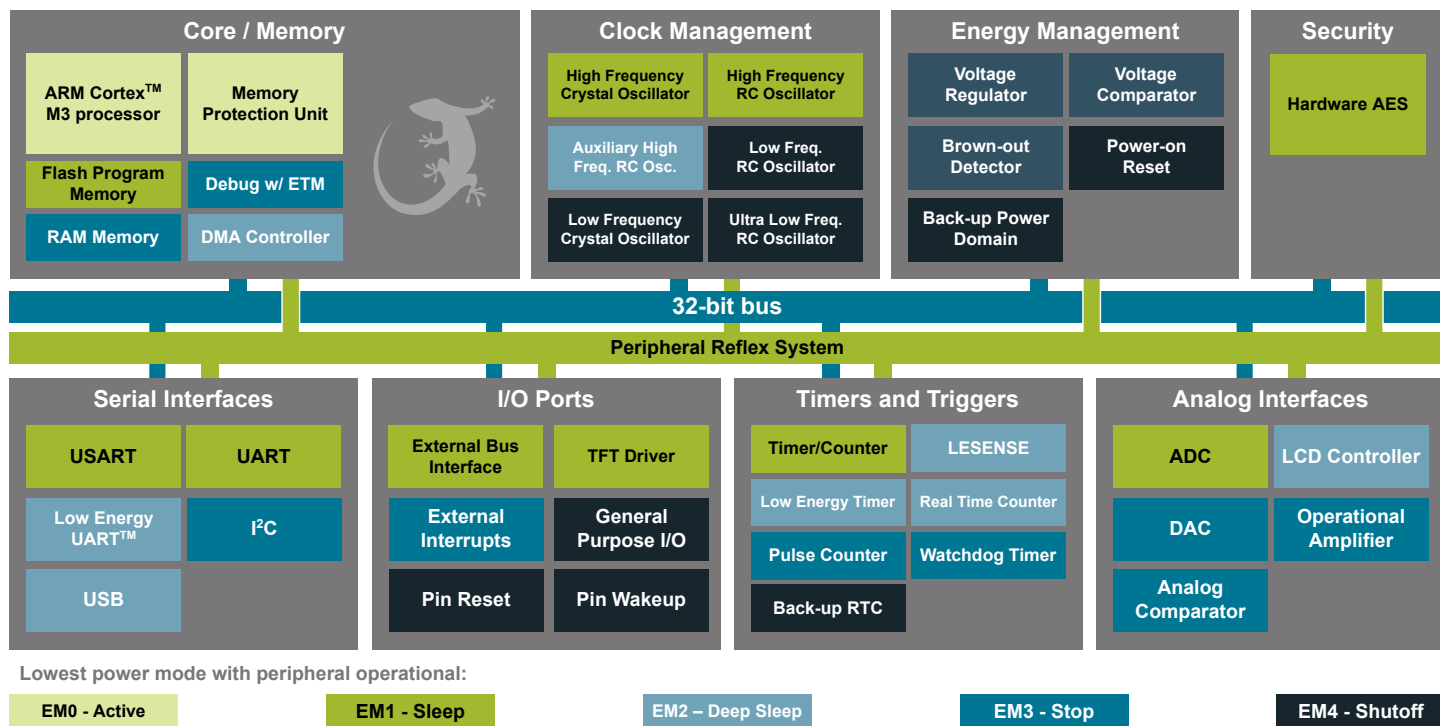 Core / Memory
ARM Cortex™
M3 processor
Memory
Protection Unit
Flash Program
Memory
Debug w/ ETM
RAM Memory
DMA Controller
Clock Management
High Frequency
Crystal Oscillator
High Frequency
RC Oscillator
Auxiliary High
Freq. RC Osc.
Low Freq.
RC Oscillator
Low Frequency
Crystal Oscillator
Ultra Low Freq.
RC Oscillator
Energy Management
Voltage
Regulator
Voltage
Comparator
Brown-out
Detector
Power-on
Reset
Back-up Power
Domain
Security
Hardware AES
32-bit bus
Peripheral Reflex System
Serial Interfaces
USART
UART
Low Energy
UART™
I²C
USB
I/O Ports
External Bus
Interface
TFT Driver
External
Interrupts
General
Purpose I/O
Pin Reset
Pin Wakeup
Timers and Triggers
Timer/Counter
LESENSE
Low Energy Timer
Real Time Counter
Pulse Counter
Watchdog Timer
Back-up RTC
Analog Interfaces
ADC
LCD Controller
DAC
Operational
Amplifier
Analog
Comparator
Lowest power mode with peripheral operational:
EM0 - Active
EM1 - Sleep
EM2 – Deep Sleep
EM3 - Stop
EM4 - Shutoff